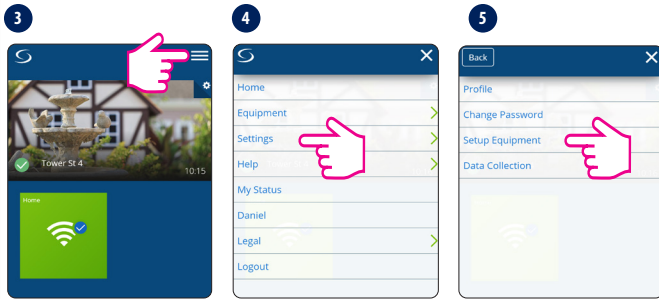 3
Tower St 4
10:15
Home
4
Home
Equipment
Settings
Help
My Status
Daniel
Legal
Logout
5
Back
Profile
Change Password
Setup Equipment
Data Collection